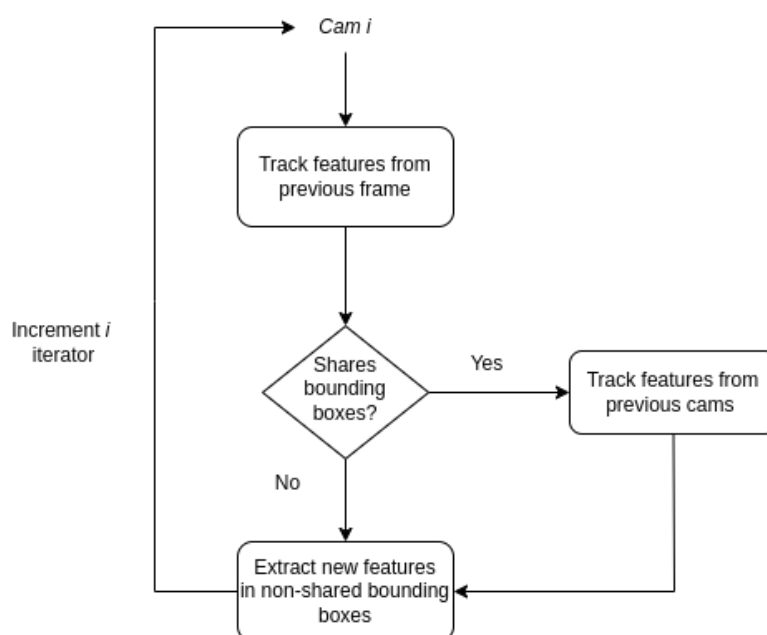 Cam i
Track features from
previous frame
Increment i
iterator
Shares
bounding
boxes?
Yes
Track features from
previous cams
No
Extract new features
in non-shared bounding
boxes